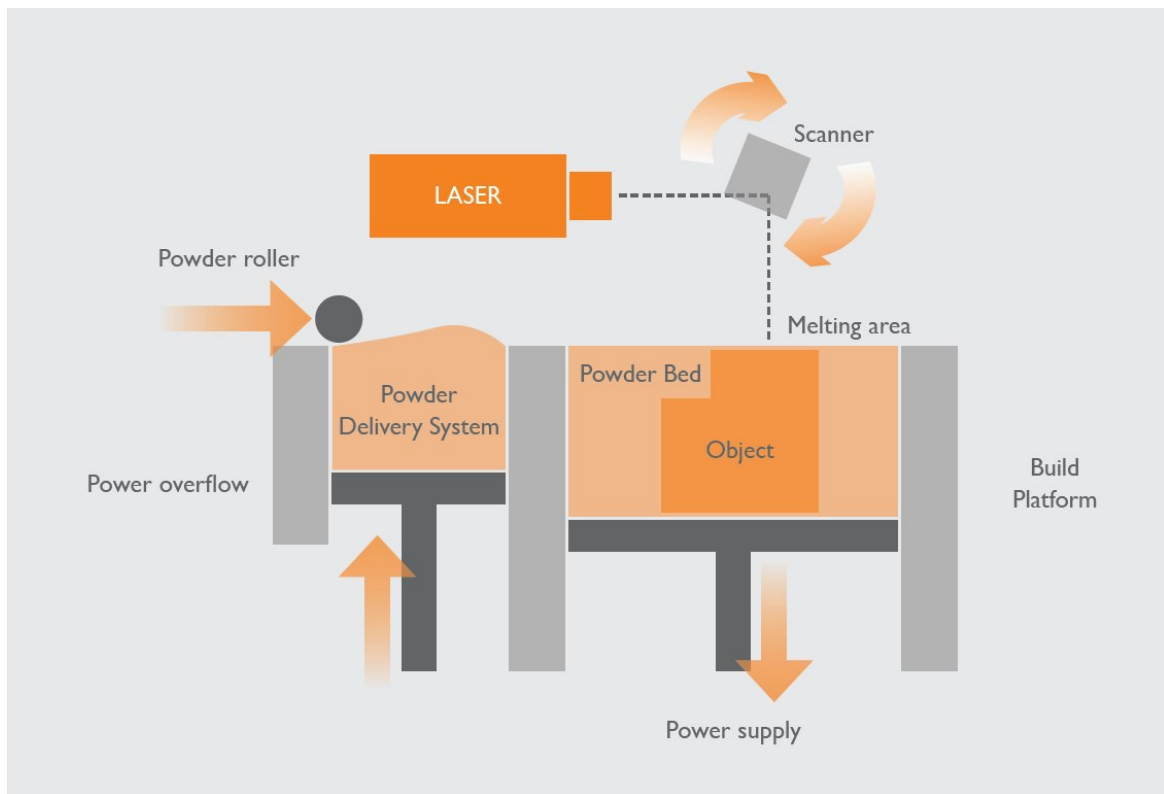 Scanner
LASER
Powder roller
Melting area
Powder Bed
Powder
Delivery System
Object
Power overflow
Build
Platform
Power supply